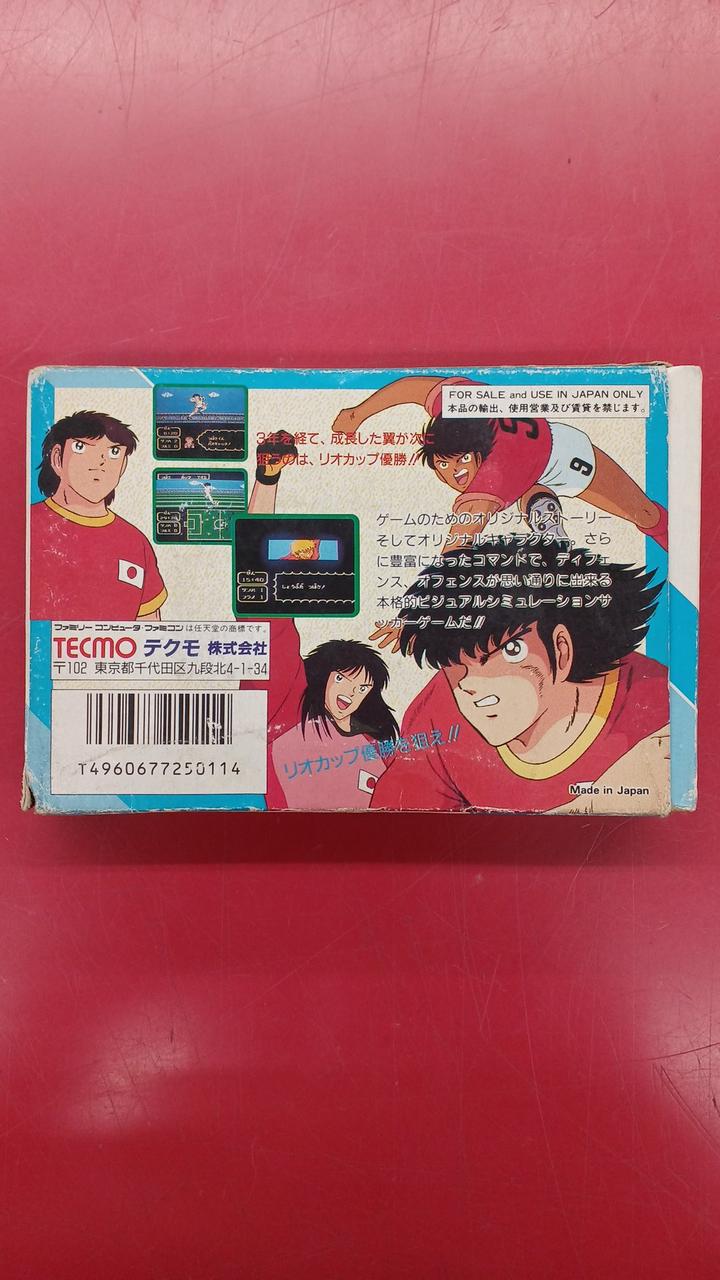 FOR SALE and USE IN JAPAN ONLY
本品の輸出、使用営業及び賃貸を禁じます。
3年を経て、成長した翼が次に
狙うのは、リオカップ優勝!!
ゲームのためのオリジナルストーリー
そしてオリジナルキャラクター。さら
に豊富になったコマンドで、ディフェ
ンス、オフェンスが思い通りに出来る
本格的ビジュアルシミュレーションサ
ッカーゲームだ!!
9
15:40
ファミリーコンピュータ・ファミコンは任天堂の商標です。
TECMO テクモ 株式会社
〒102 東京都千代田区九段北4-1-34
T4960677250114
リオカップ優勝を狙え!!
Made in Japan